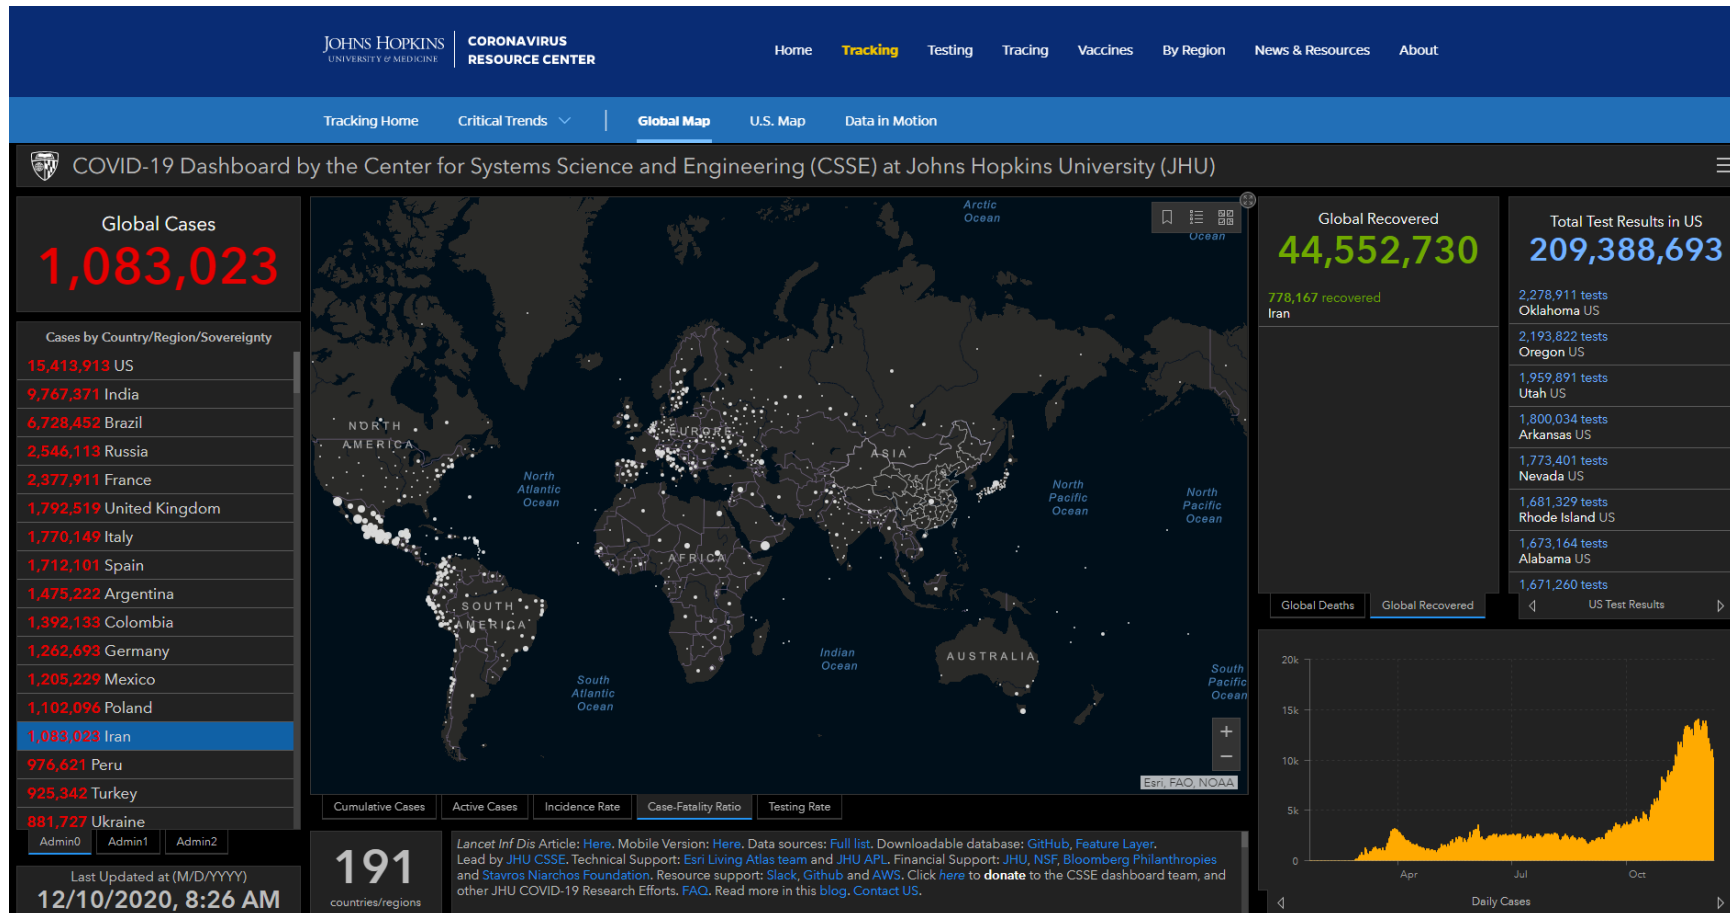 JOHNS HOPKINS
UNIVERSITY & MEDICINE
CORONAVIRUS
RESOURCE CENTER
Home
Tracking
Testing
Tracing
Vaccines
By Region
News & Resources
About
Tracking Home
Critical Trends
Global Map
U.S. Map
Data in Motion
COVID-19 Dashboard by the Center for Systems Science and Engineering (CSSE) at Johns Hopkins University (JHU)
Global Cases
1,083,023
Cases by Country/Region/Sovereignty
15,413,913 US
9,767,371 India
6,728,452 Brazil
2,546,113 Russia
2,377,911 France
1,792,519 United Kingdom
1,770,149 Italy
1,712,101 Spain
1,475,222 Argentina
1,392,133 Colombia
1,262,693 Germany
1,205,229 Mexico
1,102,096 Poland
1,083,023 Iran
976,621 Peru
925,342 Turkey
881,727 Ukraine
Admin0
Admin1
Admin2
Last Updated at (M/D/YYYY)
12/10/2020, 8:26 AM
Arctic
Ocean
Ocean
NORTH
AMERICA
EUROPE
ASIA
North
Atlantic
Ocean
North
Pacific
Ocean
North
Pacific
Ocean
AFRICA
SOUTH
AMERICA
Indian
Ocean
AUSTRALIA
South
Atlantic
Ocean
South
Pacific
Ocean
+
−
Esri, FAO, NOAA
Cumulative Cases
Active Cases
Incidence Rate
Case-Fatality Ratio
Testing Rate
191
countries/regions
Lancet Inf Dis Article: Here. Mobile Version: Here. Data sources: Full list. Downloadable database: GitHub, Feature Layer.
Lead by JHU CSSE. Technical Support: Esri Living Atlas team and JHU APL. Financial Support: JHU, NSF, Bloomberg Philanthropies
and Stavros Niarchos Foundation. Resource support: Slack, Github and AWS. Click here to donate to the CSSE dashboard team, and
other JHU COVID-19 Research Efforts. FAQ. Read more in this blog. Contact US.
Global Recovered
44,552,730
778,167 recovered
Iran
Global Deaths
Global Recovered
Total Test Results in US
209,388,693
2,278,911 tests
Oklahoma US
2,193,822 tests
Oregon US
1,959,891 tests
Utah US
1,800,034 tests
Arkansas US
1,773,401 tests
Nevada US
1,681,329 tests
Rhode Island US
1,673,164 tests
Alabama US
1,671,260 tests
US Test Results
20k
15k
10k
5k
0
Apr
Jul
Oct
Daily Cases